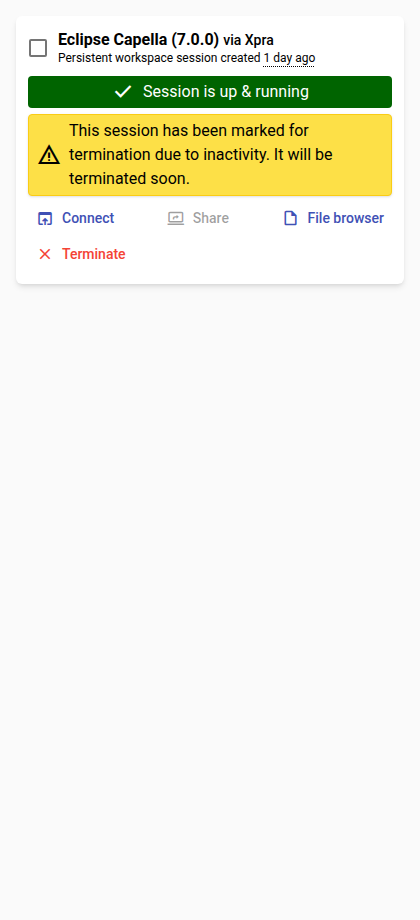 Eclipse Capella (7.0.0) via Xpra
Persistent workspace session created 1 day ago
Session is up & running
This session has been marked for
termination due to inactivity. It will be
terminated soon.
Connect
Share
File browser
Terminate